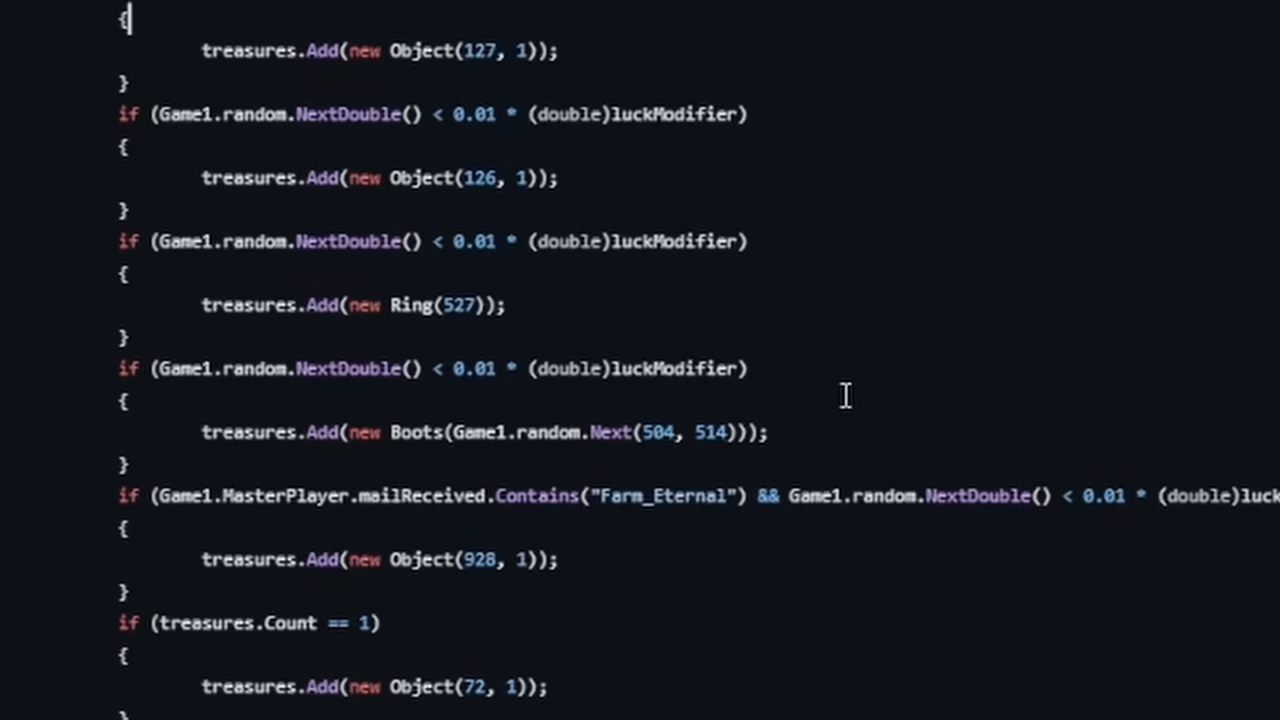 {
treasures.Add(new Object(127, 1));
}
if (Game1.random.NextDouble() < 0.01 * (double)luckModifier)
{
treasures.Add(new Object(126, 1));
}
if (Game1.random.NextDouble() < 0.01 * (double)luckModifier)
{
treasures.Add(new Ring(527));
}
if (Game1.random.NextDouble() < 0.01 * (double)luckModifier)
{
treasures.Add(new Boots(Game1.random.Next(504, 514)));
}
if (Game1.MasterPlayer.mailReceived.Contains("Farm_Eternal") && Game1.random.NextDouble() < 0.01 * (double)luck
{
treasures.Add(new Object(928, 1));
}
if (treasures.Count == 1)
{
treasures.Add(new Object(72, 1));
}